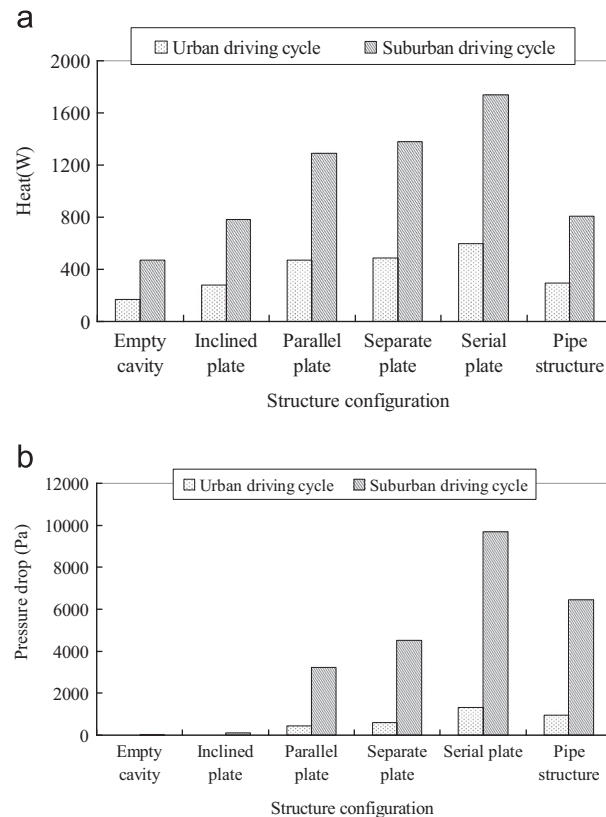 a
Urban driving cycle Suburban driving cycle
2000
1600
1200
800
400
0
Heat(W)
Empty cavity Inclined plate Parallel plate Separate plate Serial plate Pipe structure
Structure configuration
b
Urban driving cycle Suburban driving cycle
12000
10000
8000
6000
4000
2000
0
Pressure drop (Pa)
Empty cavity Inclined plate Parallel plate Separate plate Serial plate Pipe structure
Structure configuration